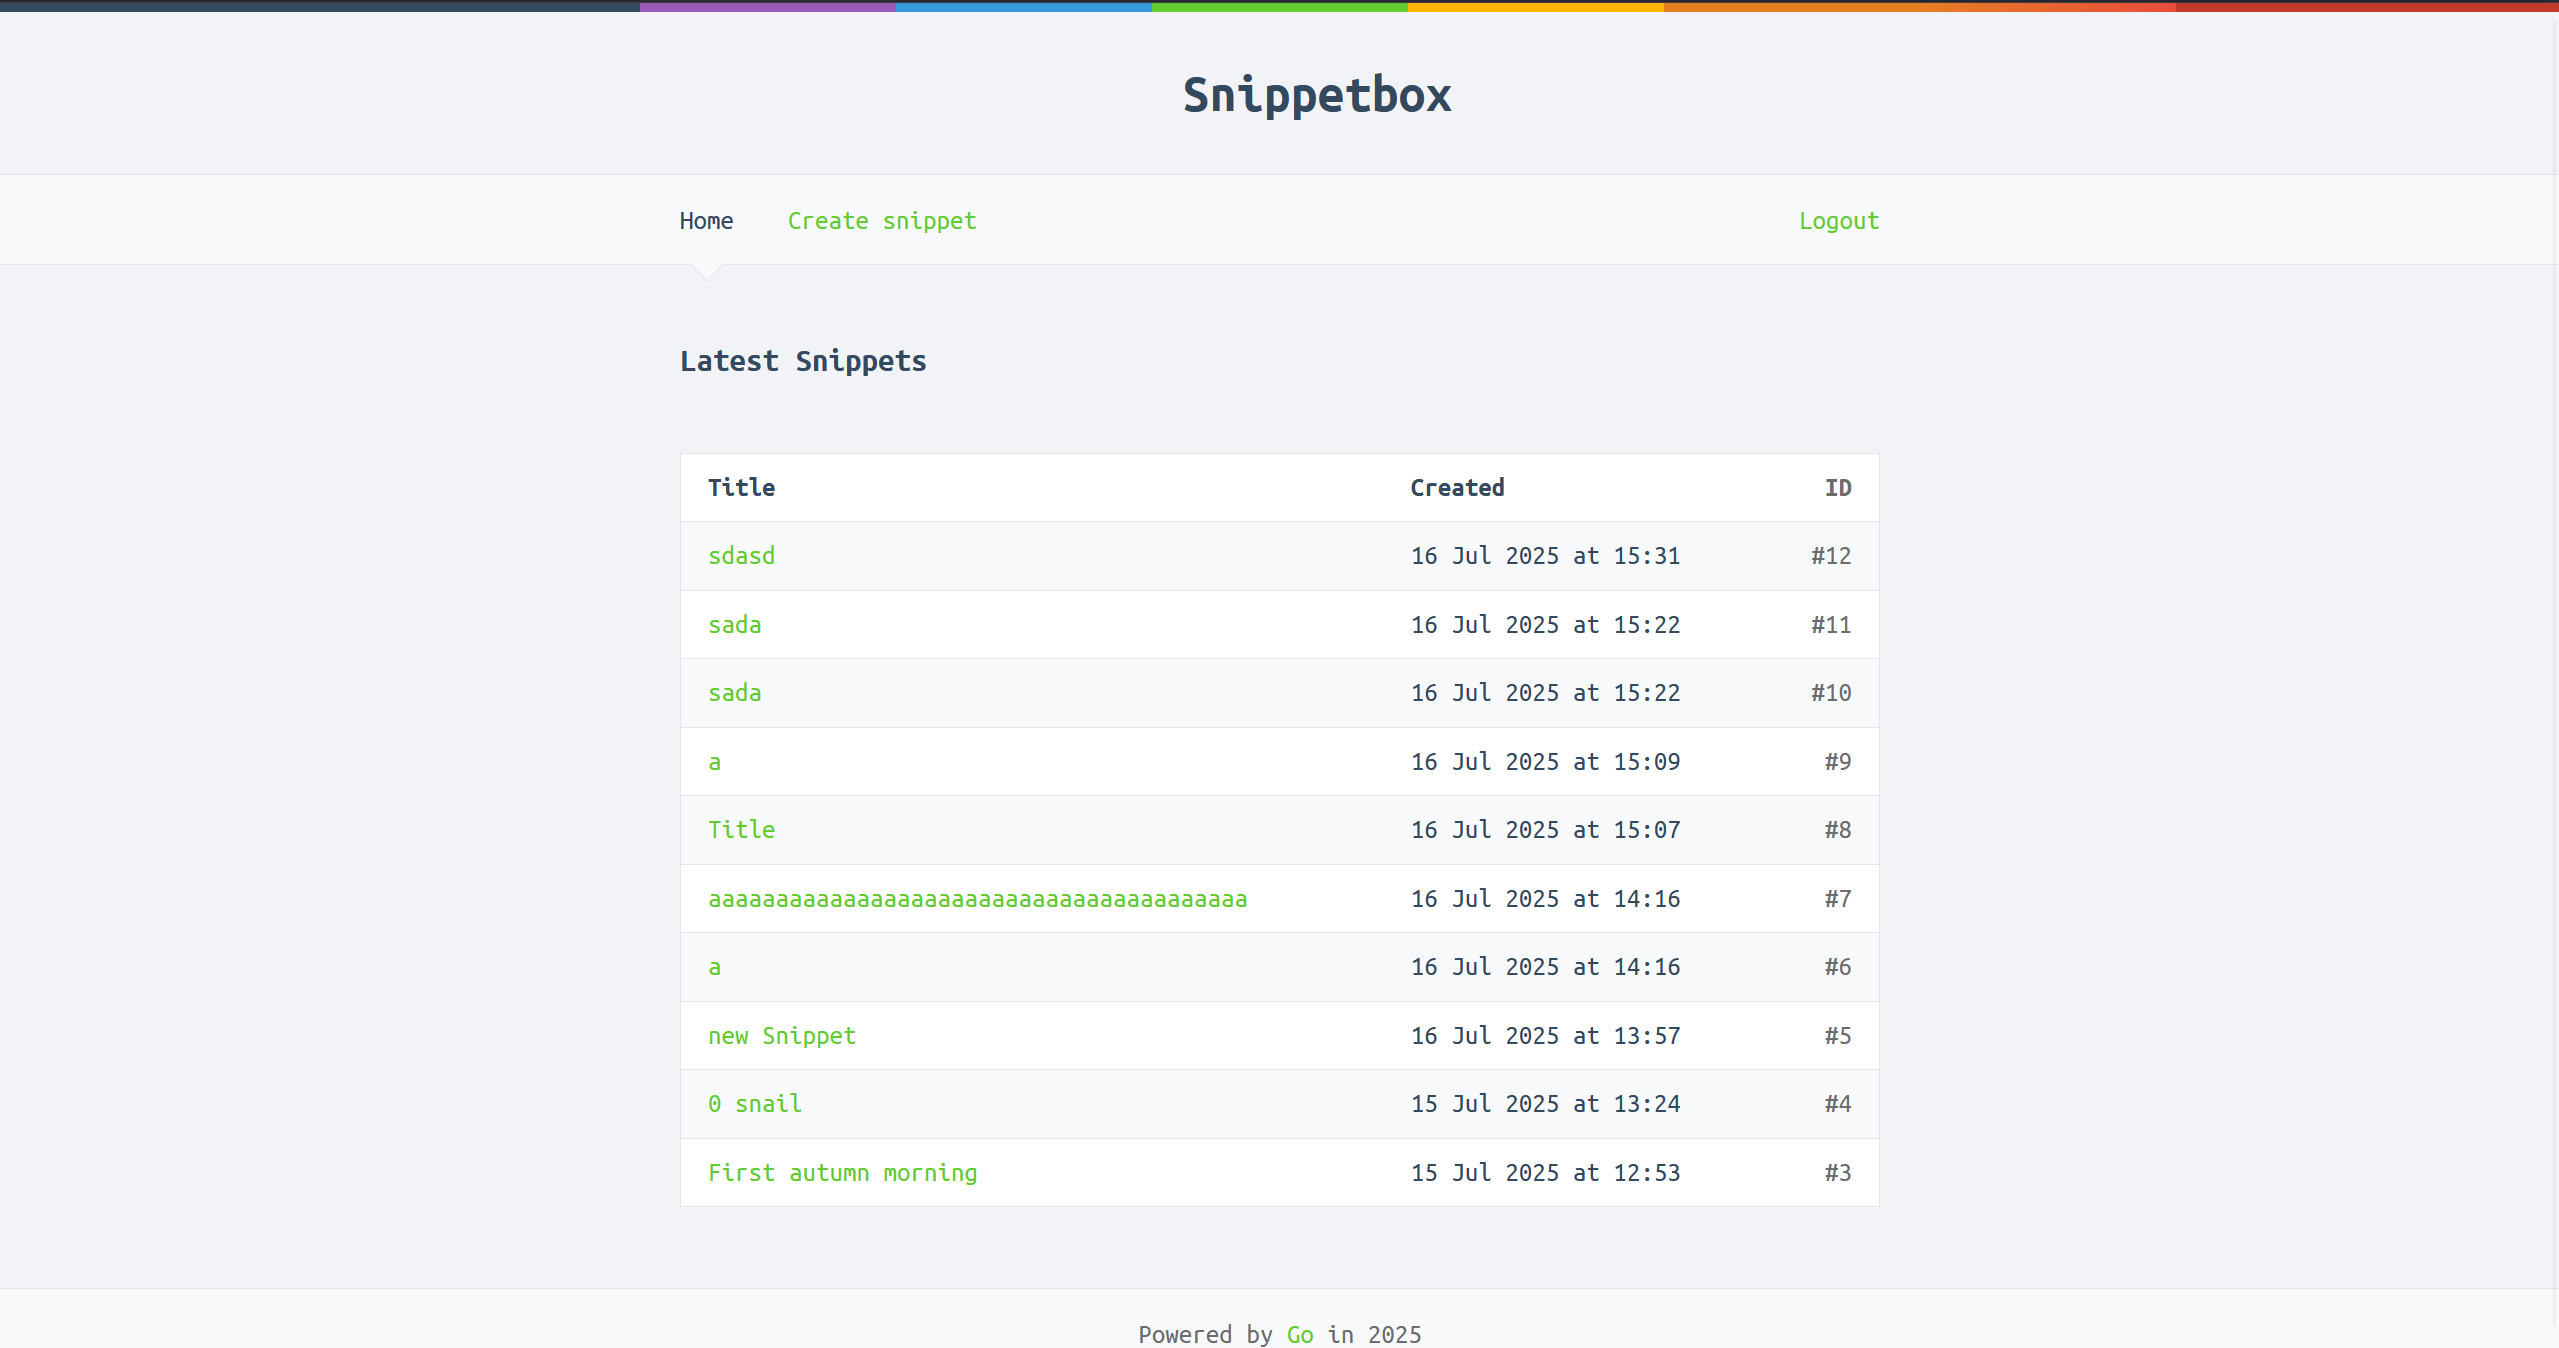 Snippetbox
Home Create snippet Logout
Latest Snippets
Title Created ID
sdasd 16 Jul 2025 at 15:31 #12
sada 16 Jul 2025 at 15:22 #11
sada 16 Jul 2025 at 15:22 #10
a 16 Jul 2025 at 15:09 #9
Title 16 Jul 2025 at 15:07 #8
aaaaaaaaaaaaaaaaaaaaaaaaaaaaaaaaaaaaaaaa 16 Jul 2025 at 14:16 #7
a 16 Jul 2025 at 14:16 #6
new Snippet 16 Jul 2025 at 13:57 #5
0 snail 15 Jul 2025 at 13:24 #4
First autumn morning 15 Jul 2025 at 12:53 #3
Powered by Go in 2025